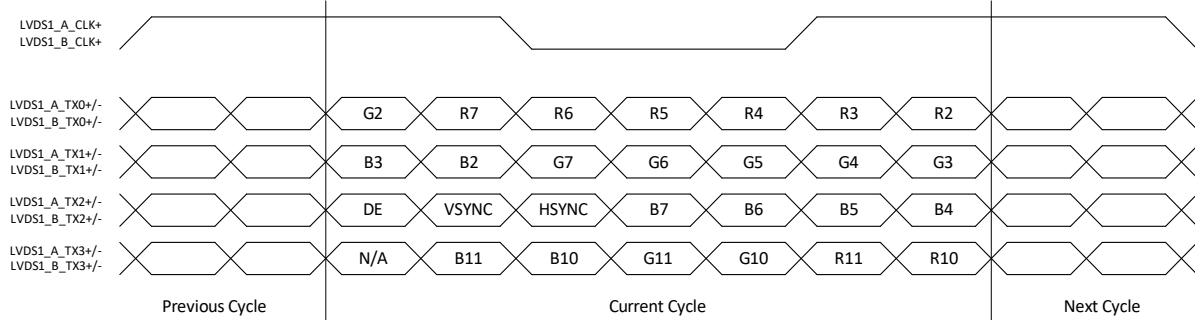 LVDS1_A_CLK+
LVDS1_B_CLK+
LVDS1_A_TX0+/-
LVDS1_B_TX0+/-
G2 R7 R6 R5 R4 R3 R2
LVDS1_A_TX1+/-
LVDS1_B_TX1+/-
B3 B2 G7 G6 G5 G4 G3
LVDS1_A_TX2+/-
LVDS1_B_TX2+/-
DE VSYNC HSYNC B7 B6 B5 B4
LVDS1_A_TX3+/-
LVDS1_B_TX3+/-
N/A B11 B10 G11 G10 R11 R10
Previous Cycle Current Cycle Next Cycle